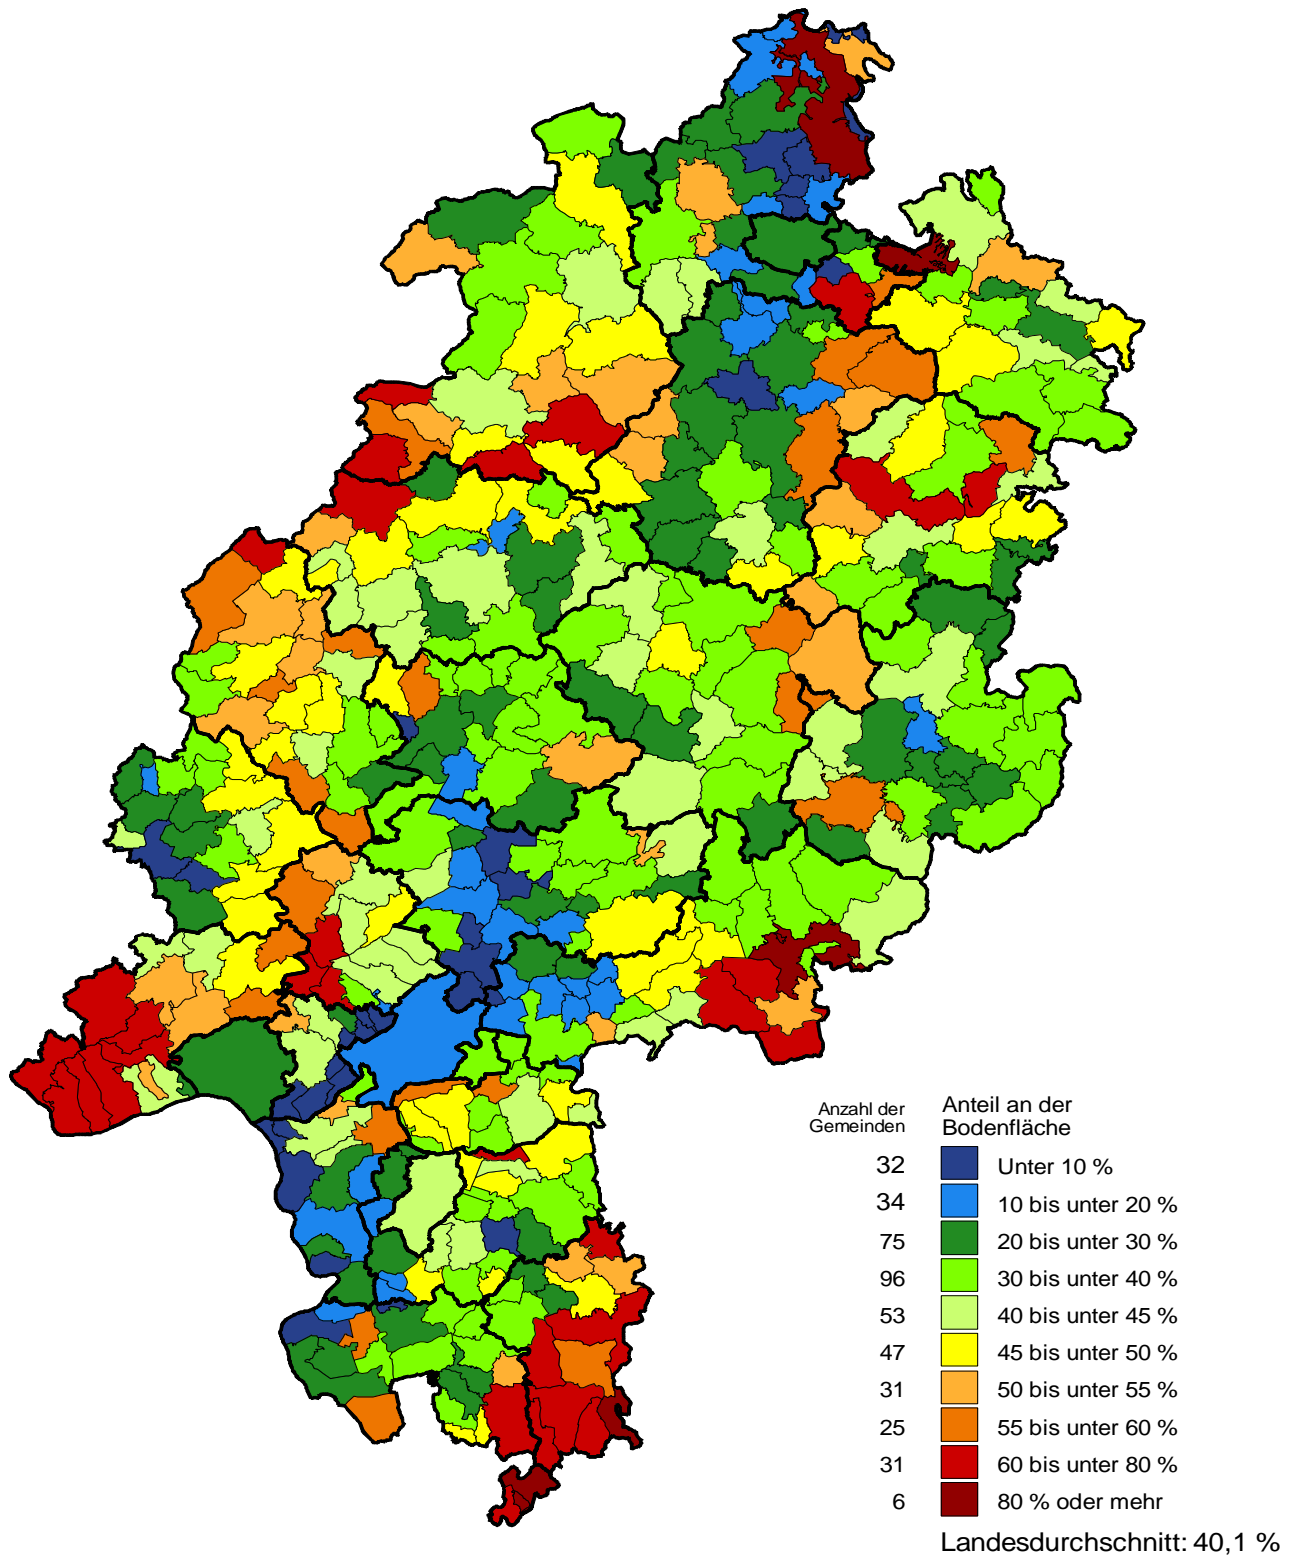 Anzahl der
Gemeinden
Anteil an der
Bodenfläche
32 Unter 10 %
34 10 bis unter 20 %
75 20 bis unter 30 %
96 30 bis unter 40 %
53 40 bis unter 45 %
47 45 bis unter 50 %
31 50 bis unter 55 %
25 55 bis unter 60 %
31 60 bis unter 80 %
6 80 % oder mehr
Landesdurchschnitt: 40,1 %